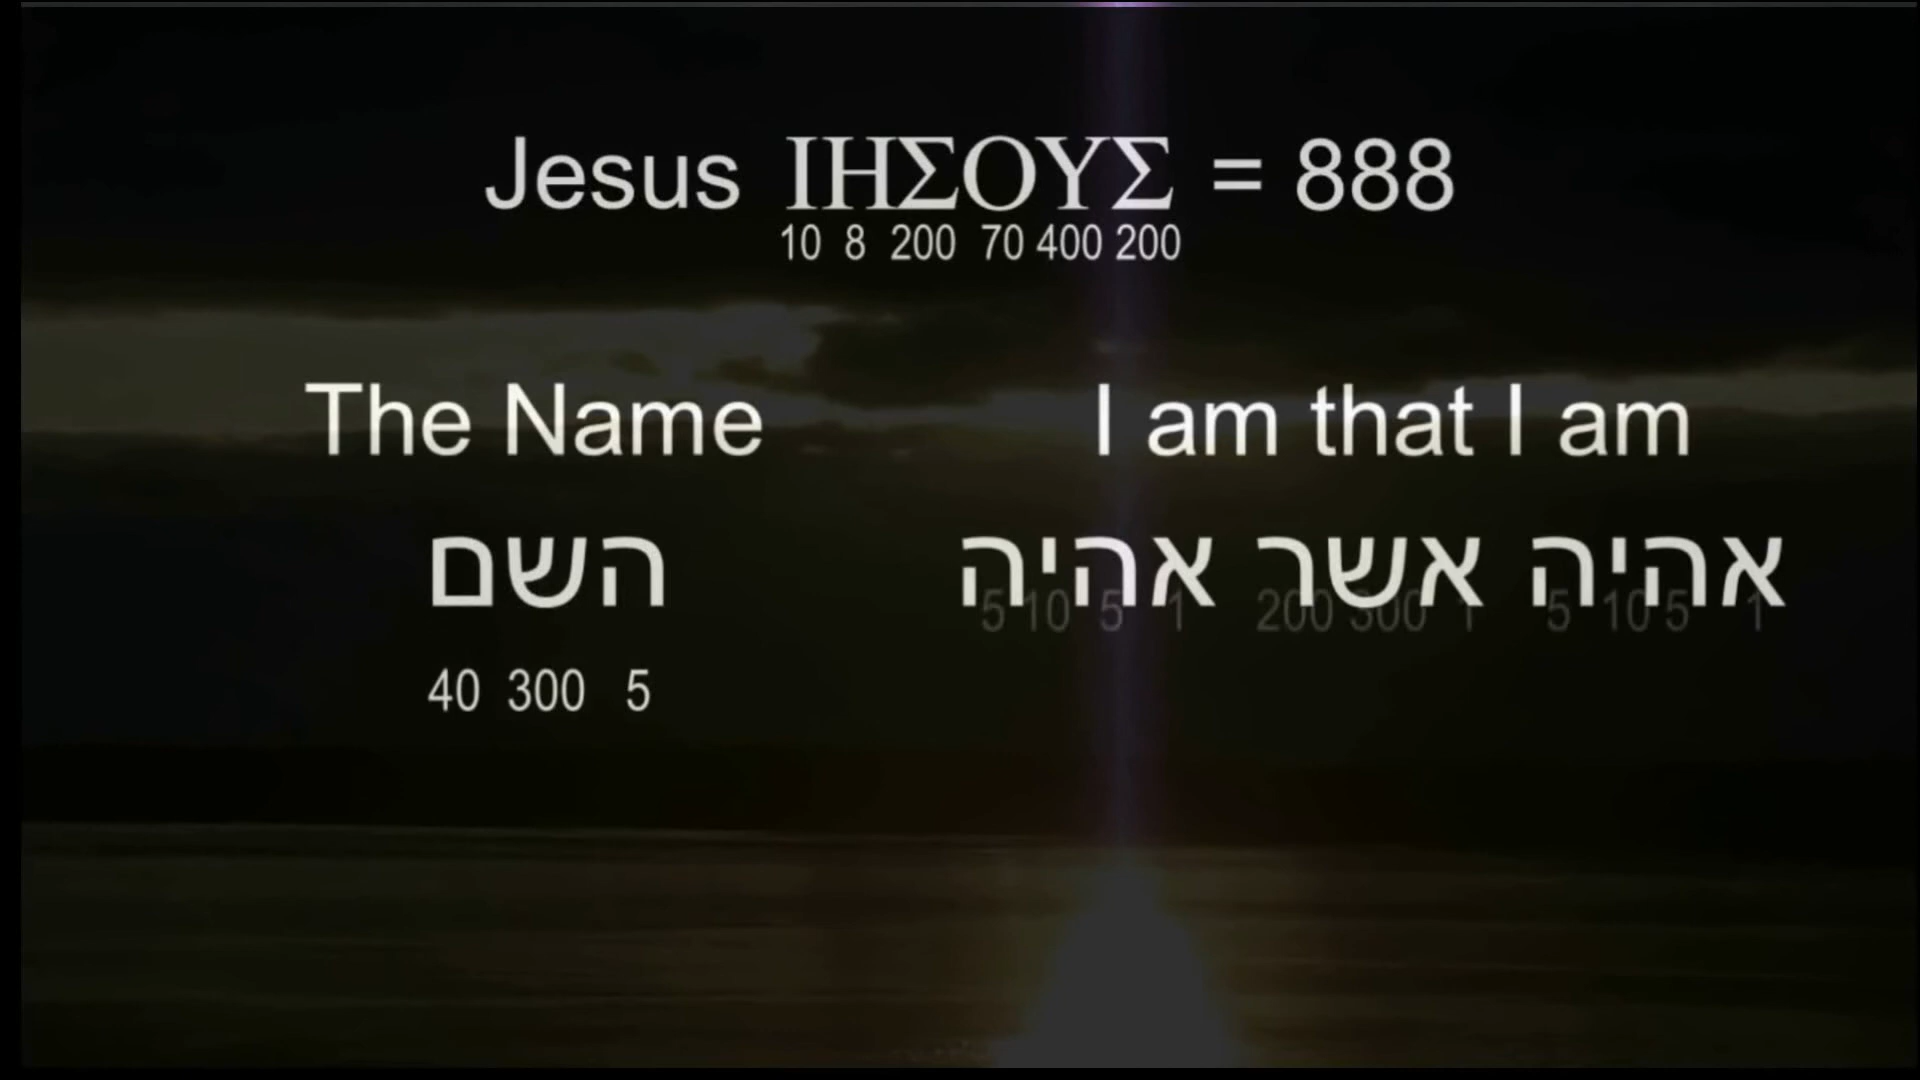 Jesus ΙΗΣΟΥΣ = 888
10 8 200 70 400 200
The Name
I am that I am
השם
אהיה אשר אהיה
5 10 5 1 200 300 1 5 10 5 1
40 300 5